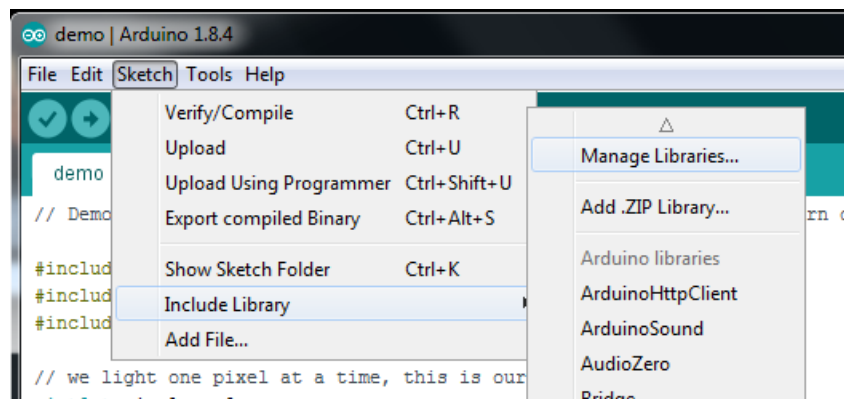 demo | Arduino 1.8.4
File Edit Sketch Tools Help
Verify/Compile Ctrl+R
Upload Ctrl+U
Upload Using Programmer Ctrl+Shift+U
Export compiled Binary Ctrl+Alt+S
Show Sketch Folder Ctrl+K
Include Library
Add File...
Manage Libraries...
Add .ZIP Library...
Arduino libraries
ArduinoHttpClient
ArduinoSound
AudioZero
Bridge
demo
// Demo
#includ
#includ
#includ
// we light one pixel at a time, this is our